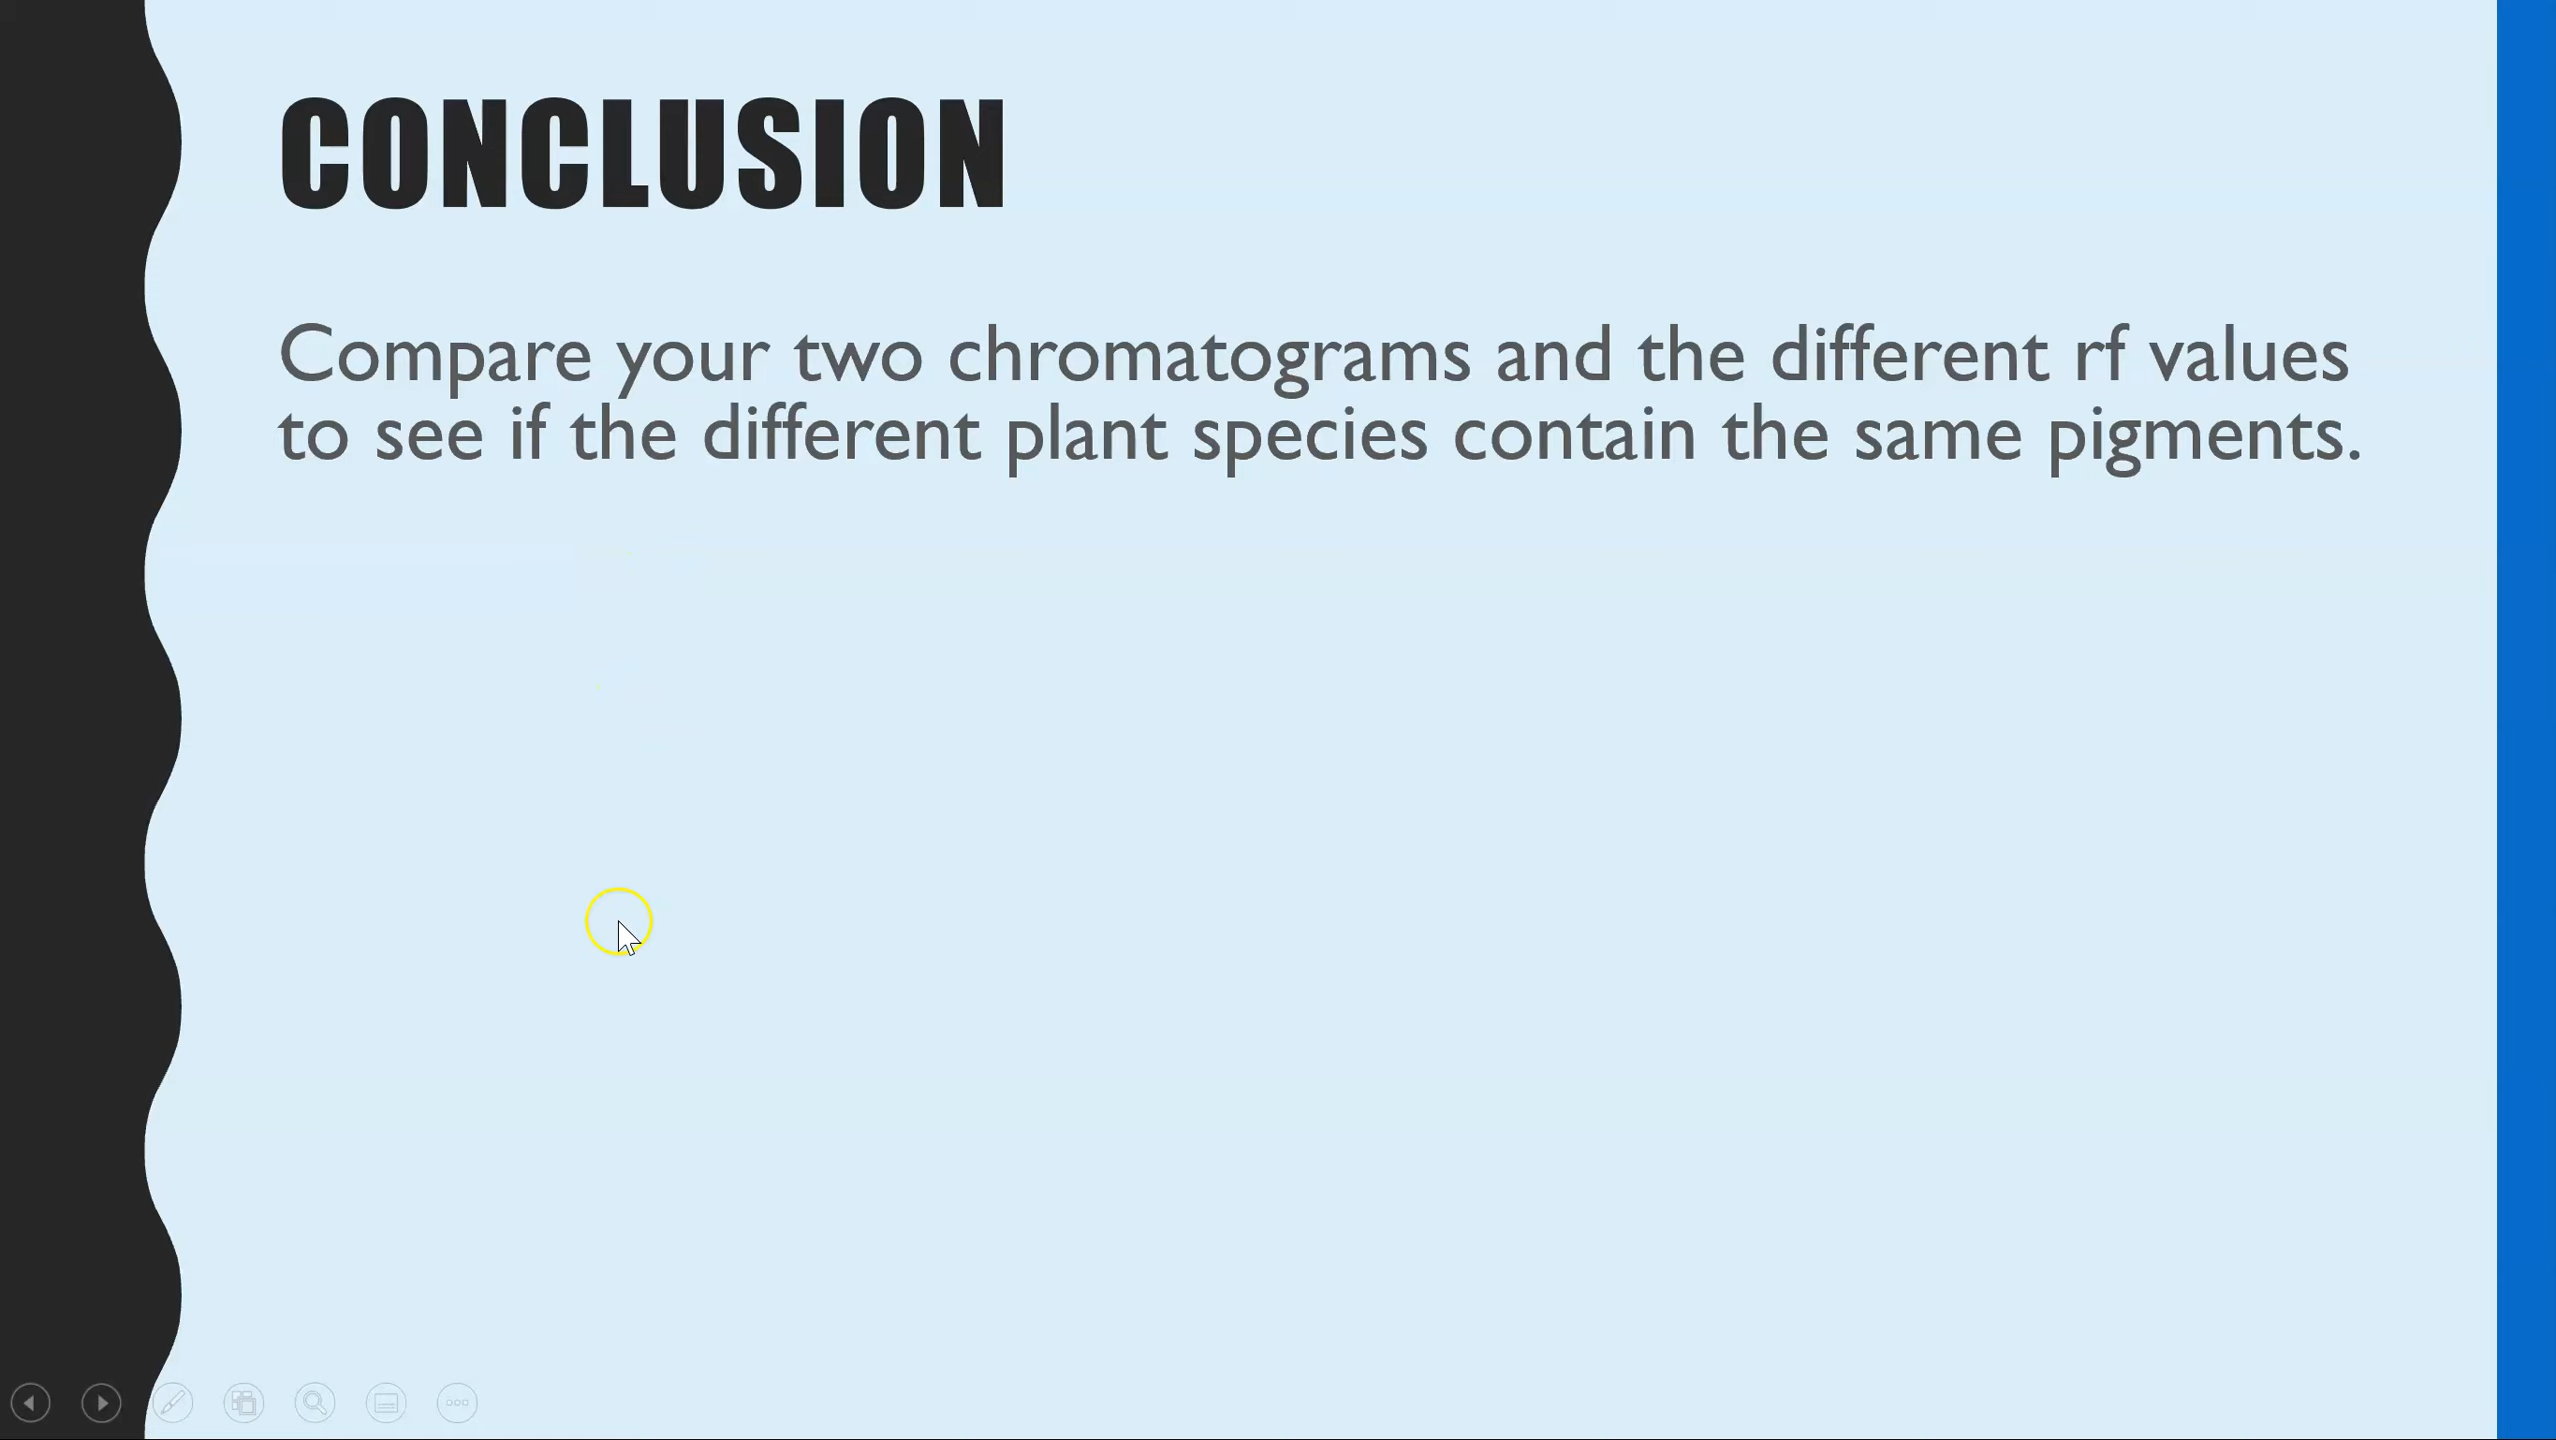 CONCLUSION
Compare your two chromatograms and the different rf values
to see if the different plant species contain the same pigments.